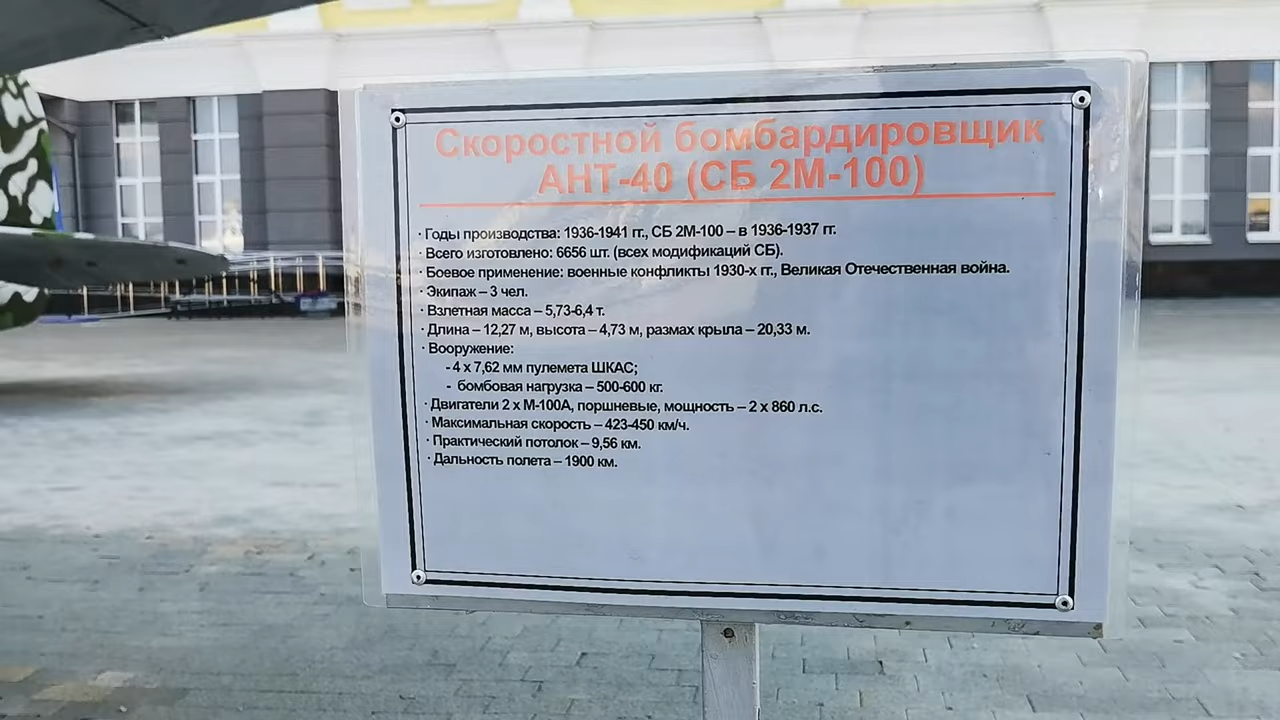 Скоростной бомбардировщик
АНТ-40 (СБ 2М-100)
· Годы производства: 1936-1941 гг., СБ 2М-100 – в 1936-1937 гг.
· Всего изготовлено: 6656 шт. (всех модификаций СБ).
· Боевое применение: военные конфликты 1930-х гг., Великая Отечественная война.
· Экипаж – 3 чел.
· Взлетная масса – 5,73-6,4 т.
· Длина – 12,27 м, высота – 4,73 м, размах крыла – 20,33 м.
· Вооружение:
- 4 х 7,62 мм пулемета ШКАС;
- бомбовая нагрузка – 500-600 кг.
· Двигатели 2 х М-100А, поршневые, мощность – 2 х 860 л.с.
· Максимальная скорость – 423-450 км/ч.
· Практический потолок – 9,56 км.
· Дальность полета – 1900 км.